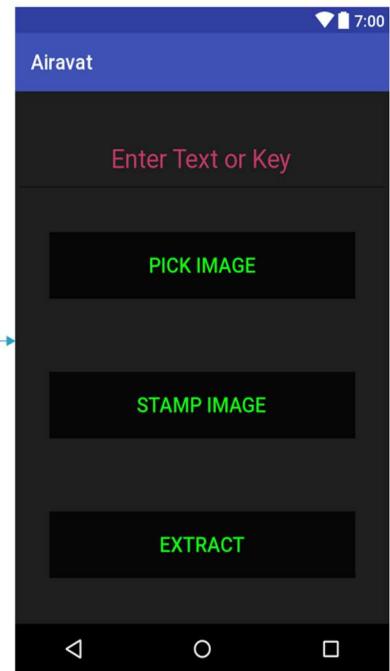 7:00
Airavat
Enter Text or Key
PICK IMAGE
STAMP IMAGE
EXTRACT